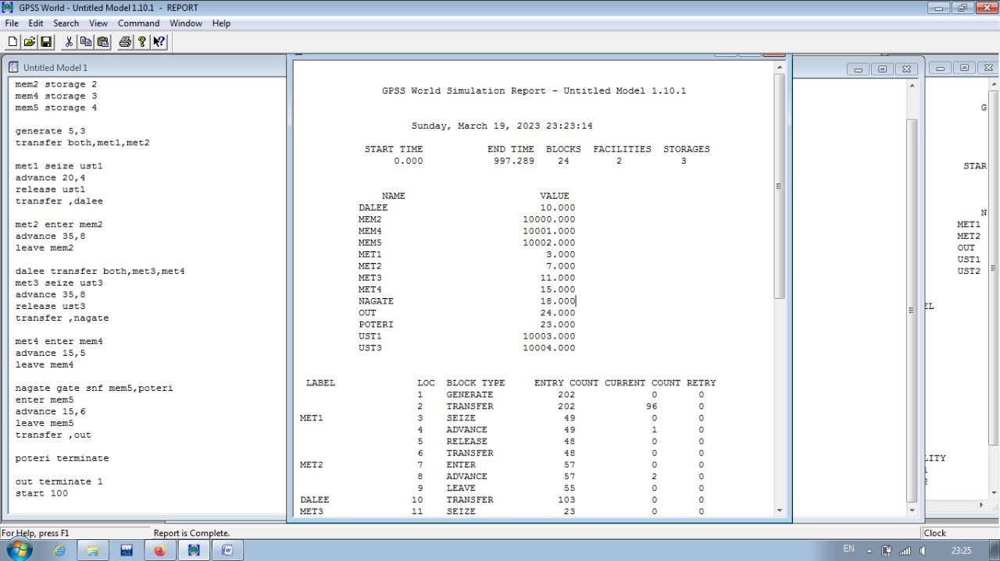 GPSS World - Untitled Model 1.10.1 - REPORT
File Edit Search View Command Window Help
Untitled Model 1
mem2 storage 2
mem4 storage 3
mem5 storage 4
generate 5,3
transfer both,met1,met2
met1 seize ust1
advance 20,4
release ust1
transfer ,dalee
met2 enter mem2
advance 35,8
leave mem2
dalee transfer both,met3,met4
met3 seize ust3
advance 35,8
release ust3
transfer ,nagate
met4 enter mem4
advance 15,5
leave mem4
nagate gate snf mem5,poteri
enter mem5
advance 15,6
leave mem5
transfer ,out
poteri terminate
out terminate 1
start 100
GPSS World Simulation Report - Untitled Model 1.10.1
Sunday, March 19, 2023 23:23:14
START TIME END TIME BLOCKS FACILITIES STORAGES
0.000 997.289 24 2 3
NAME VALUE
DALEE 10.000
MEM2 10000.000
MEM4 10001.000
MEM5 10002.000
MET1 3.000
MET2 7.000
MET3 11.000
MET4 15.000
NAGATE 18.000
OUT 24.000
POTERI 23.000
UST1 10003.000
UST3 10004.000
LABEL LOC BLOCK TYPE ENTRY COUNT CURRENT COUNT RETRY
1 GENERATE 202 0 0
2 TRANSFER 202 96 0
MET1 3 SEIZE 49 0 0
4 ADVANCE 49 1 0
5 RELEASE 48 0 0
6 TRANSFER 48 0 0
MET2 7 ENTER 57 0 0
8 ADVANCE 57 2 0
9 LEAVE 55 0 0
DALEE 10 TRANSFER 103 0 0
MET3 11 SEIZE 23 0 0
G
STAR
N
MET1
MET2
OUT
UST1
UST2
EL
LITY
For Help, press F1
Report is Complete.
Clock
EN
23:25